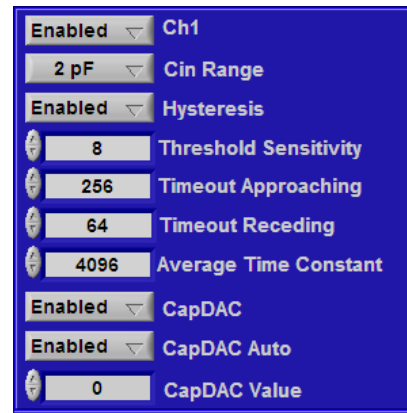 Enabled Ch1
2 pF Cin Range
Enabled Hysteresis
8 Threshold Sensitivity
256 Timeout Approaching
64 Timeout Receding
4096 Average Time Constant
Enabled CapDAC
Enabled CapDAC Auto
0 CapDAC Value